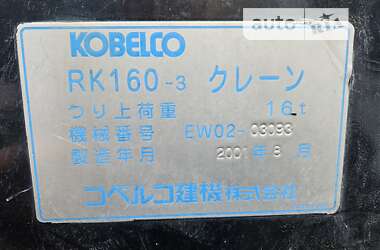 auto
KOBELCO
RK160-3 クレーン
つり上荷重 16t
機械番号 EW02-03093
製造年月 2001年8月
コベルコ建機株式会社